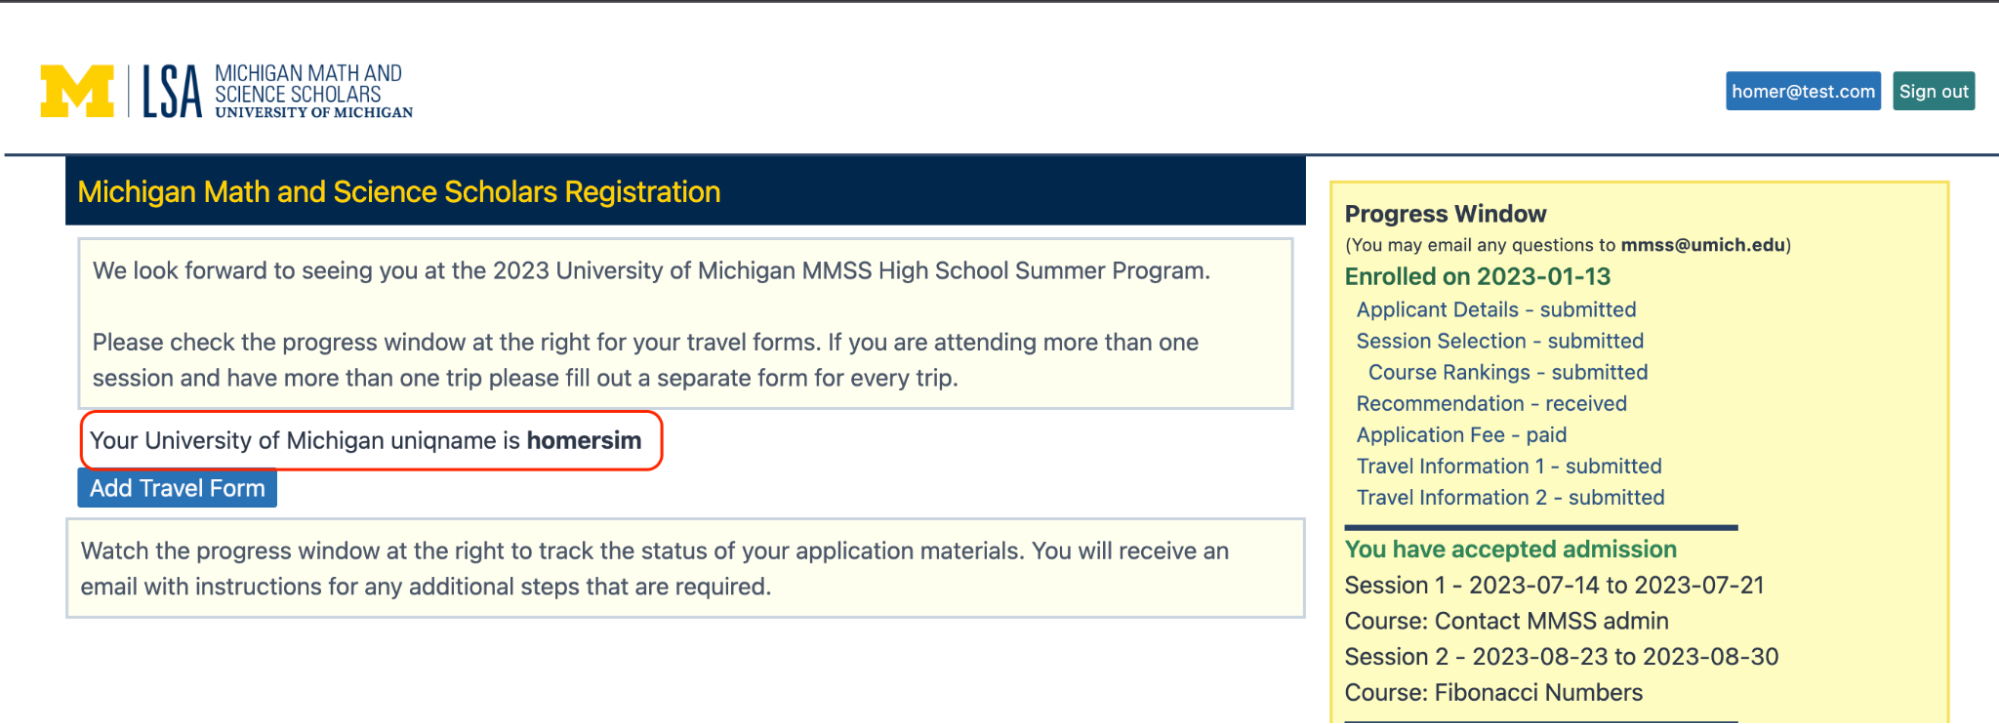 M LSA MICHIGAN MATH AND
SCIENCE SCHOLARS
UNIVERSITY OF MICHIGAN
homer@test.com Sign out
Michigan Math and Science Scholars Registration
We look forward to seeing you at the 2023 University of Michigan MMSS High School Summer Program.
Please check the progress window at the right for your travel forms. If you are attending more than one
session and have more than one trip please fill out a separate form for every trip.
Your University of Michigan uniqname is homersim
Add Travel Form
Watch the progress window at the right to track the status of your application materials. You will receive an
email with instructions for any additional steps that are required.
Progress Window
(You may email any questions to mmss@umich.edu)
Enrolled on 2023-01-13
Applicant Details - submitted
Session Selection - submitted
Course Rankings - submitted
Recommendation - received
Application Fee - paid
Travel Information 1 - submitted
Travel Information 2 - submitted
You have accepted admission
Session 1 - 2023-07-14 to 2023-07-21
Course: Contact MMSS admin
Session 2 - 2023-08-23 to 2023-08-30
Course: Fibonacci Numbers